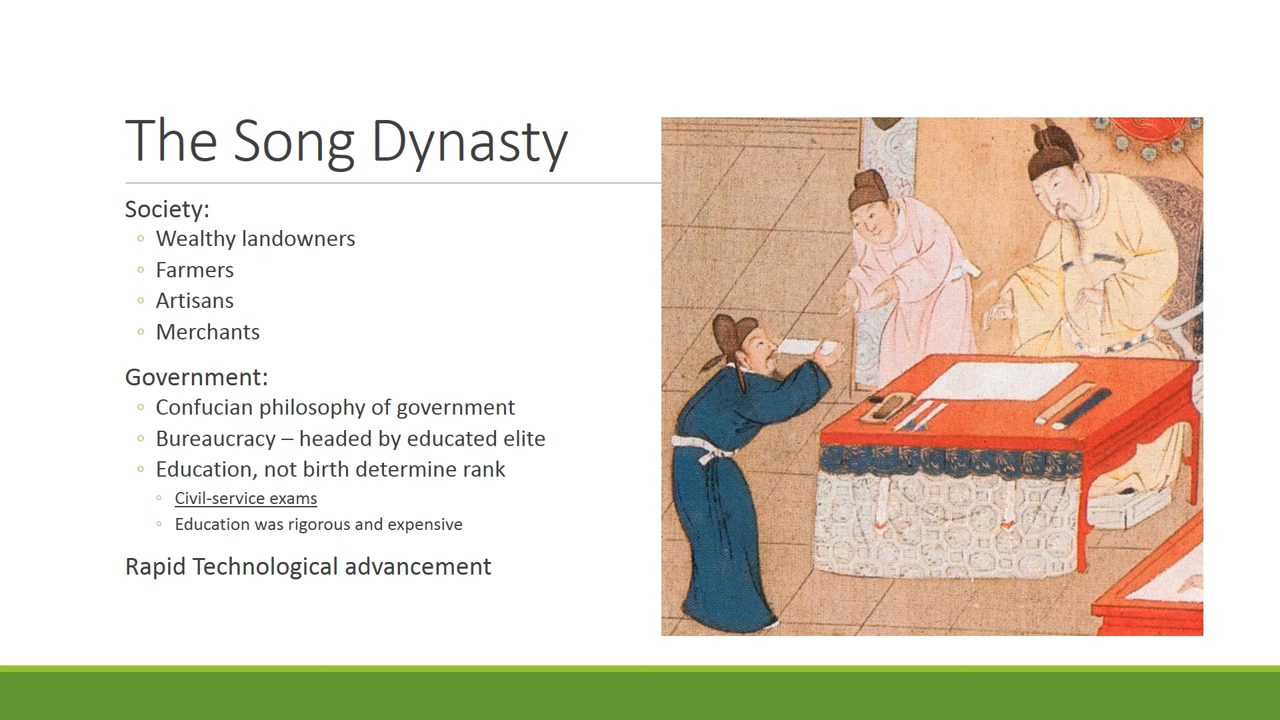 The Song Dynasty
Society:
Wealthy landowners
Farmers
Artisans
Merchants
Government:
Confucian philosophy of government
Bureaucracy – headed by educated elite
Education, not birth determine rank
Civil-service exams
Education was rigorous and expensive
Rapid Technological advancement